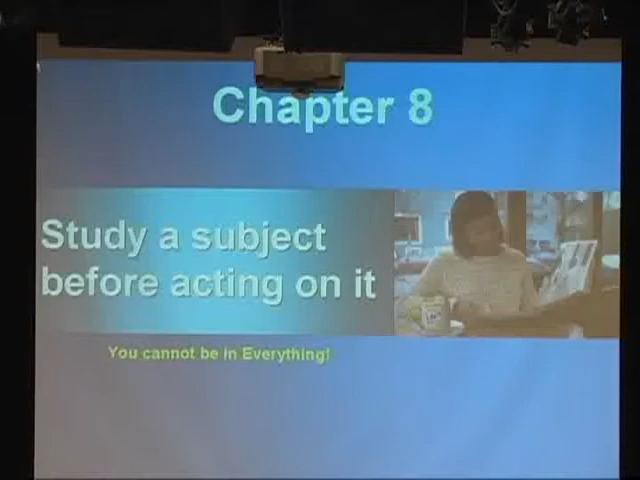 Chapter 8
Study a subject
before acting on it
You cannot be in Everything!